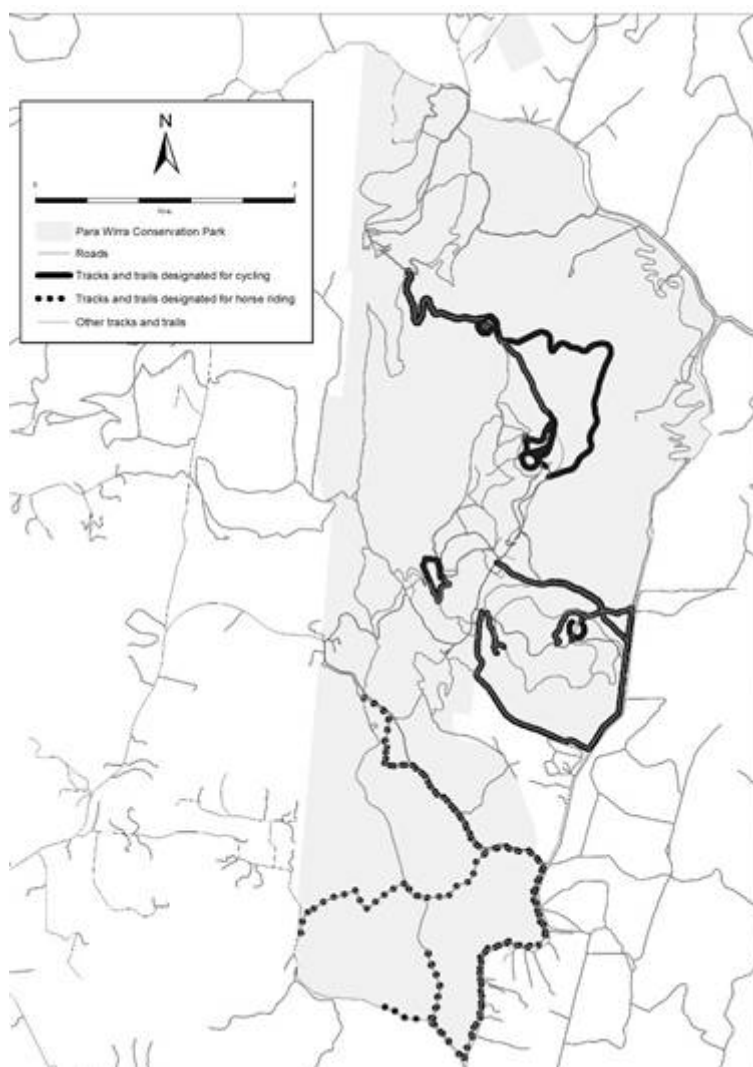 N
Para Wirra Conservation Park
Roads
Tracks and trails designated for cycling
Tracks and trails designated for horse riding
Other tracks and trails